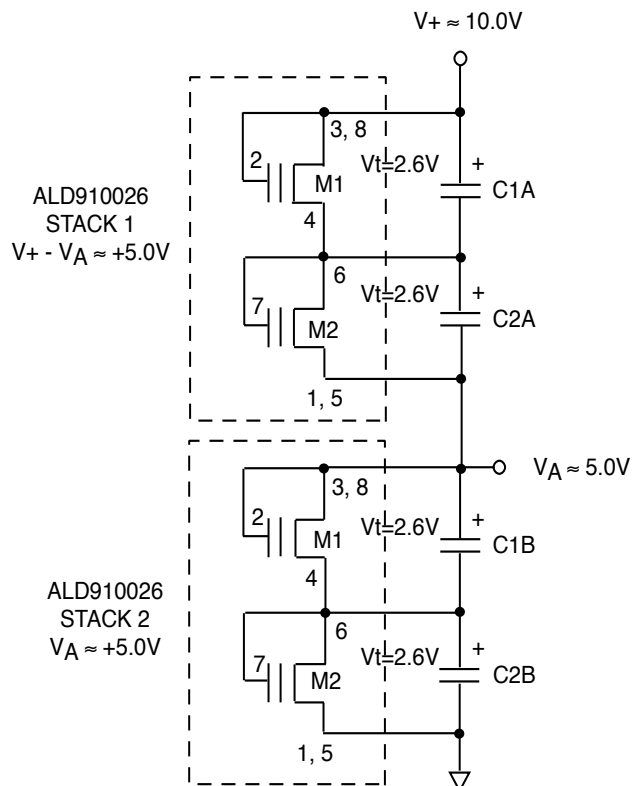 V+ ≈ 10.0V
3, 8
2
Vt=2.6V
+
M1
C1A
ALD910026
STACK 1
V+ - VA ≈ +5.0V
4
6
7
Vt=2.6V
+
C2A
M2
1, 5
VA ≈ 5.0V
3, 8
2
Vt=2.6V
+
M1
C1B
ALD910026
STACK 2
VA ≈ +5.0V
4
6
7
Vt=2.6V
+
M2
C2B
1, 5